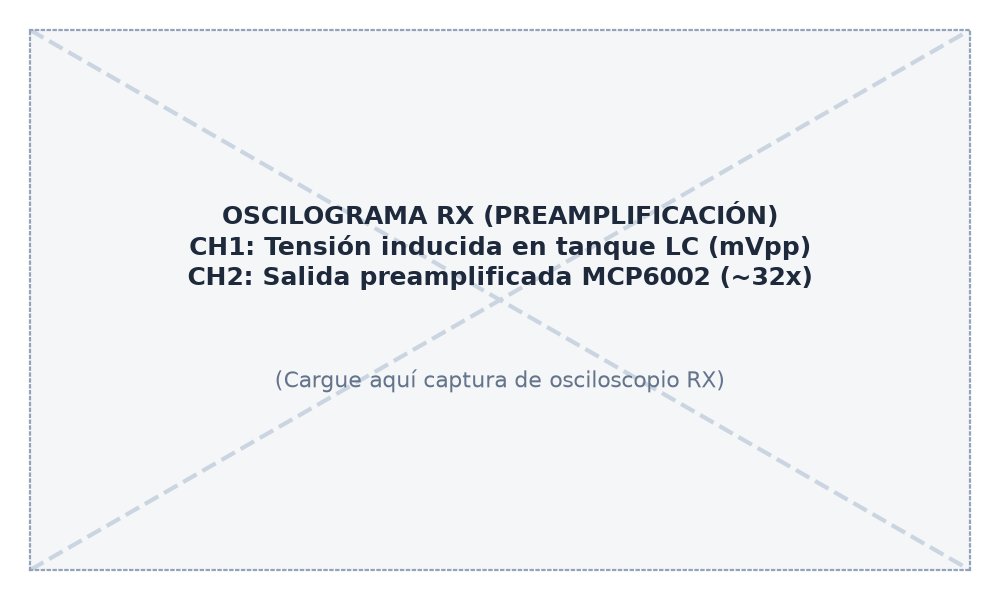 OSCILOGRAMA RX (PREAMPLIFICACIÓN)
CH1: Tensión inducida en tanque LC (mVpp)
CH2: Salida preamplificada MCP6002 (~32x)
(Cargue aquí captura de osciloscopio RX)